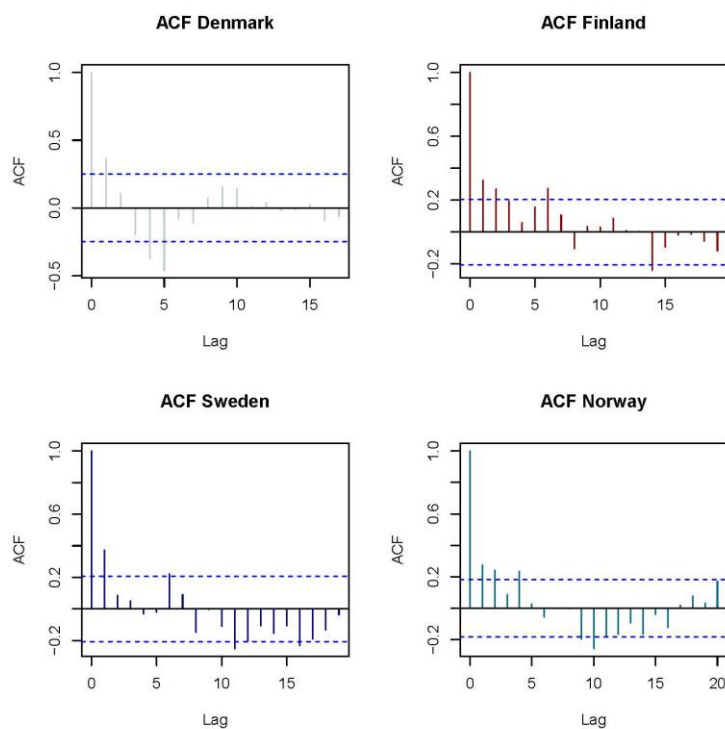 ACF Denmark
ACF
1.0
0.5
0.0
−0.5
0 5 10 15
Lag
ACF Finland
ACF
1.0
0.6
0.2
−0.2
0 5 10 15
Lag
ACF Sweden
ACF
1.0
0.6
0.2
−0.2
0 5 10 15
Lag
ACF Norway
ACF
1.0
0.6
0.2
−0.2
0 5 10 15 20
Lag